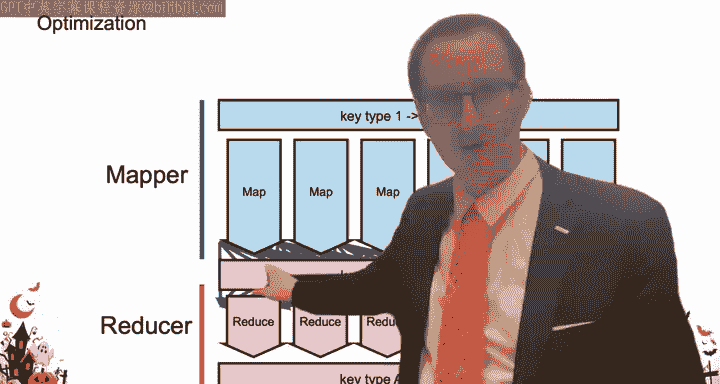 GPT中英字幕课程资源@bilibili.com
Optimization
key type 1 ->
Mapper
Map Map Map
Reducer
Reduce Reduce Redu
key type